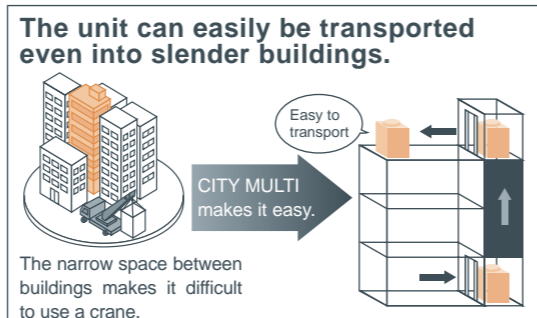 The unit can easily be transported
even into slender buildings.
Easy to
transport
CITY MULTI
makes it easy.
The narrow space between
buildings makes it difficult
to use a crane.